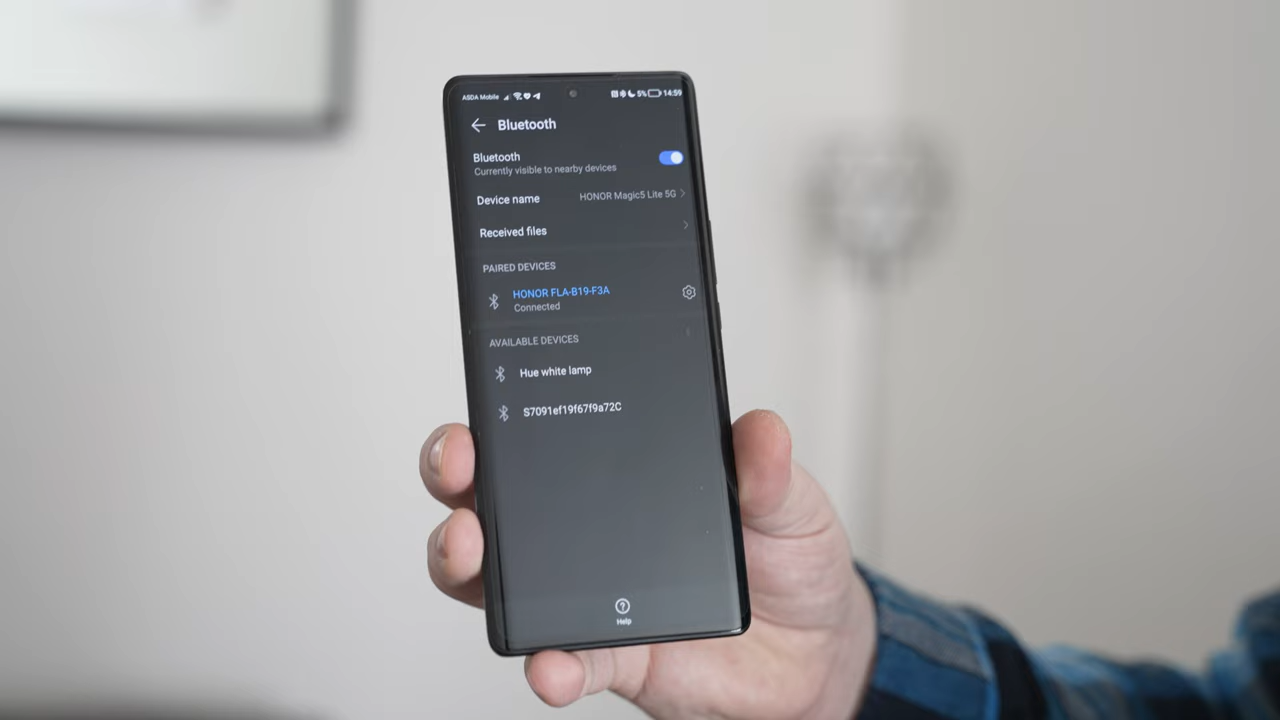 ASDA Mobile 5% 14:59
Bluetooth
Bluetooth
Currently visible to nearby devices
Device name HONOR Magic5 Lite 5G
Received files
PAIRED DEVICES
HONOR FLA-B19-F3A
Connected
AVAILABLE DEVICES
Hue white lamp
S7091ef19f67f9a72C
Help